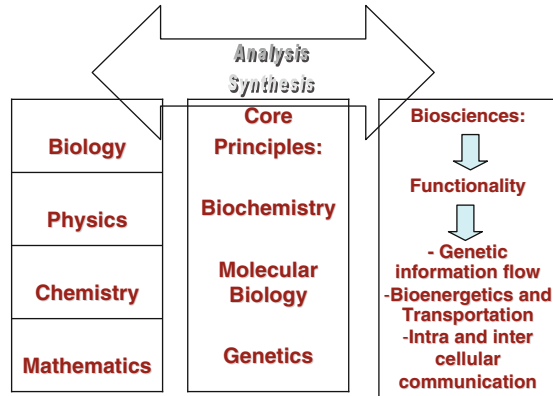 Analysis
Synthesis
Biology
Physics
Chemistry
Mathematics
Core
Principles:
Biochemistry
Molecular
Biology
Genetics
Biosciences:
Functionality
- Genetic
information flow
-Bioenergetics and
Transportation
-Intra and inter
cellular
communication